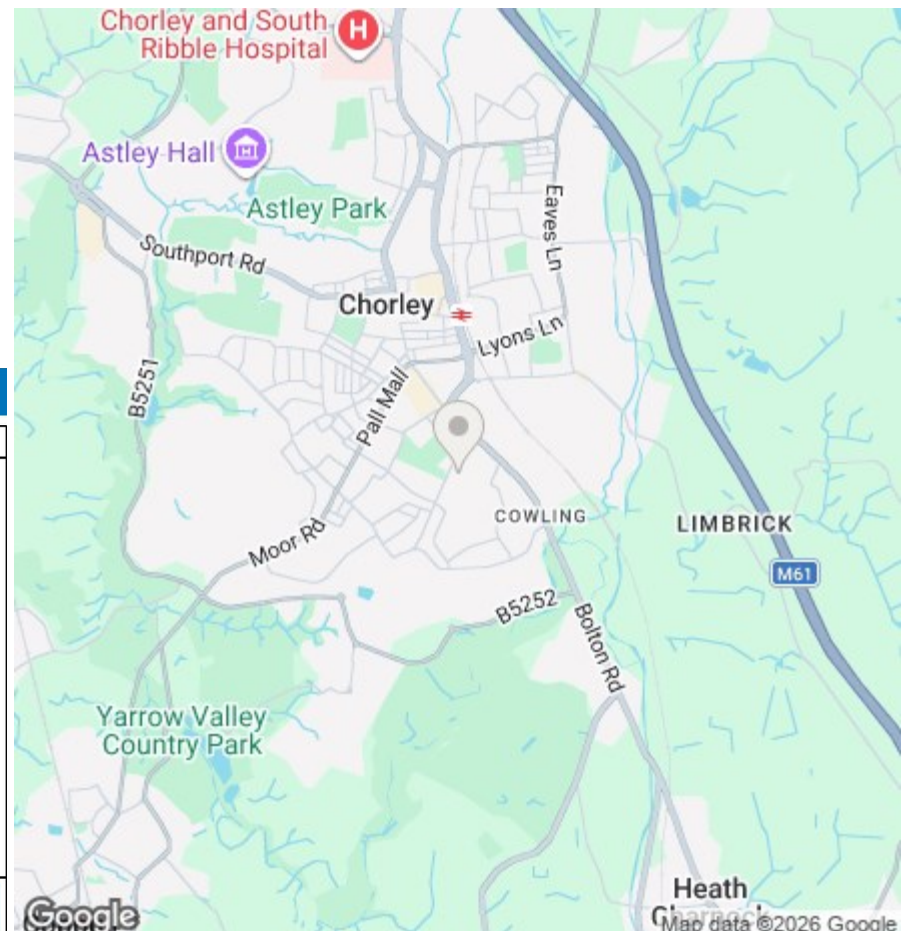 Chorley and South
Ribble Hospital
H
Astley Hall
Astley Park
Southport Rd
Eaves Ln
Chorley
Lyons Ln
B5251
Pall Mall
COWLING
LIMBRICK
Moor Rd
M61
B5252
Bolton Rd
Yarrow Valley
Country Park
Heath
Charnock
Google
Map data ©2026 Google